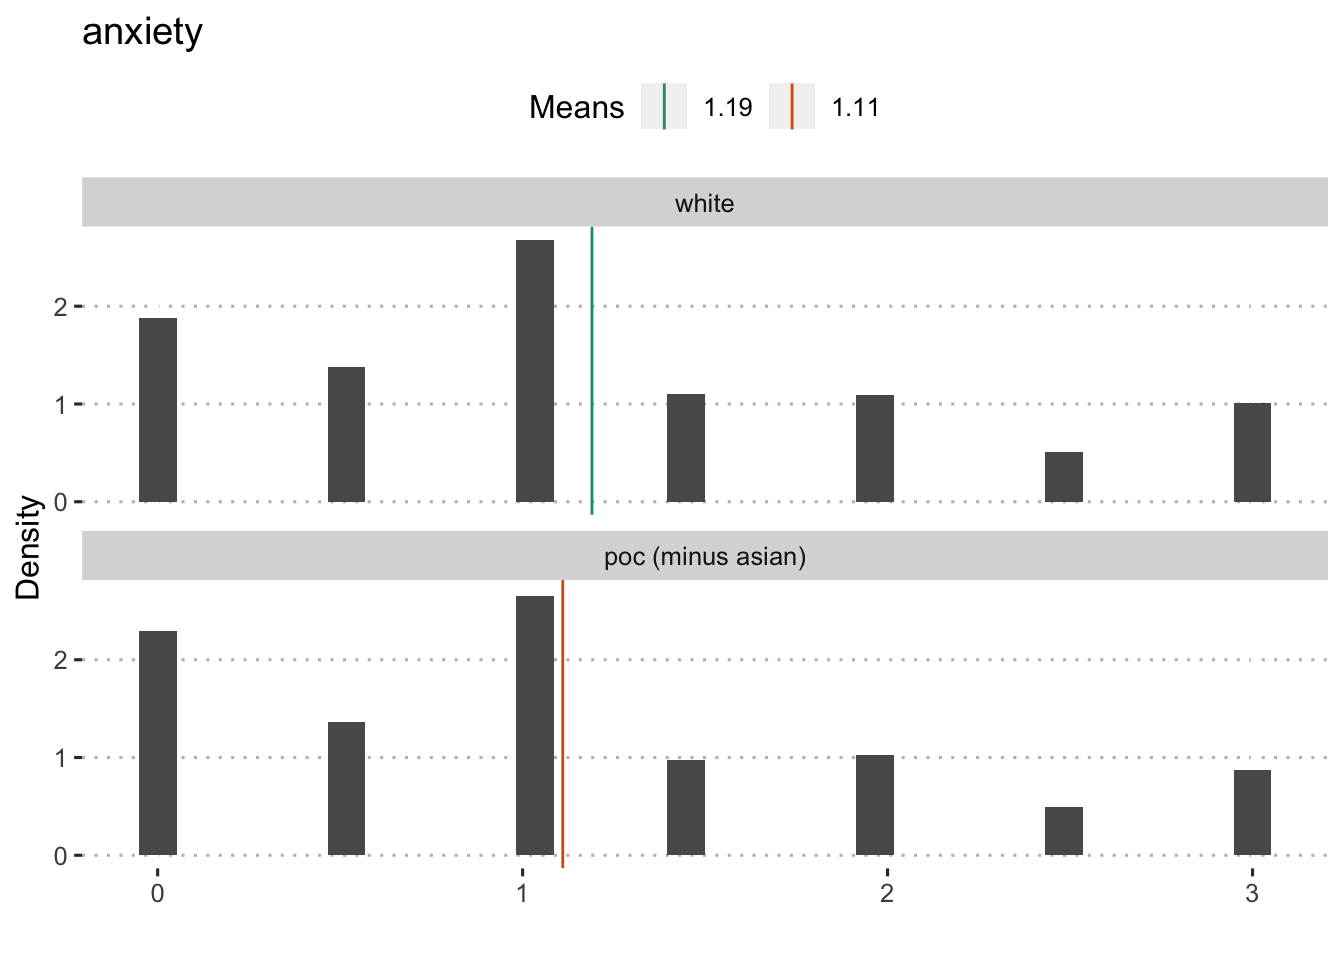 anxiety
Means 1.19 1.11
white
2
1
0
Density
poc (minus asian)
2
1
0
0 1 2 3